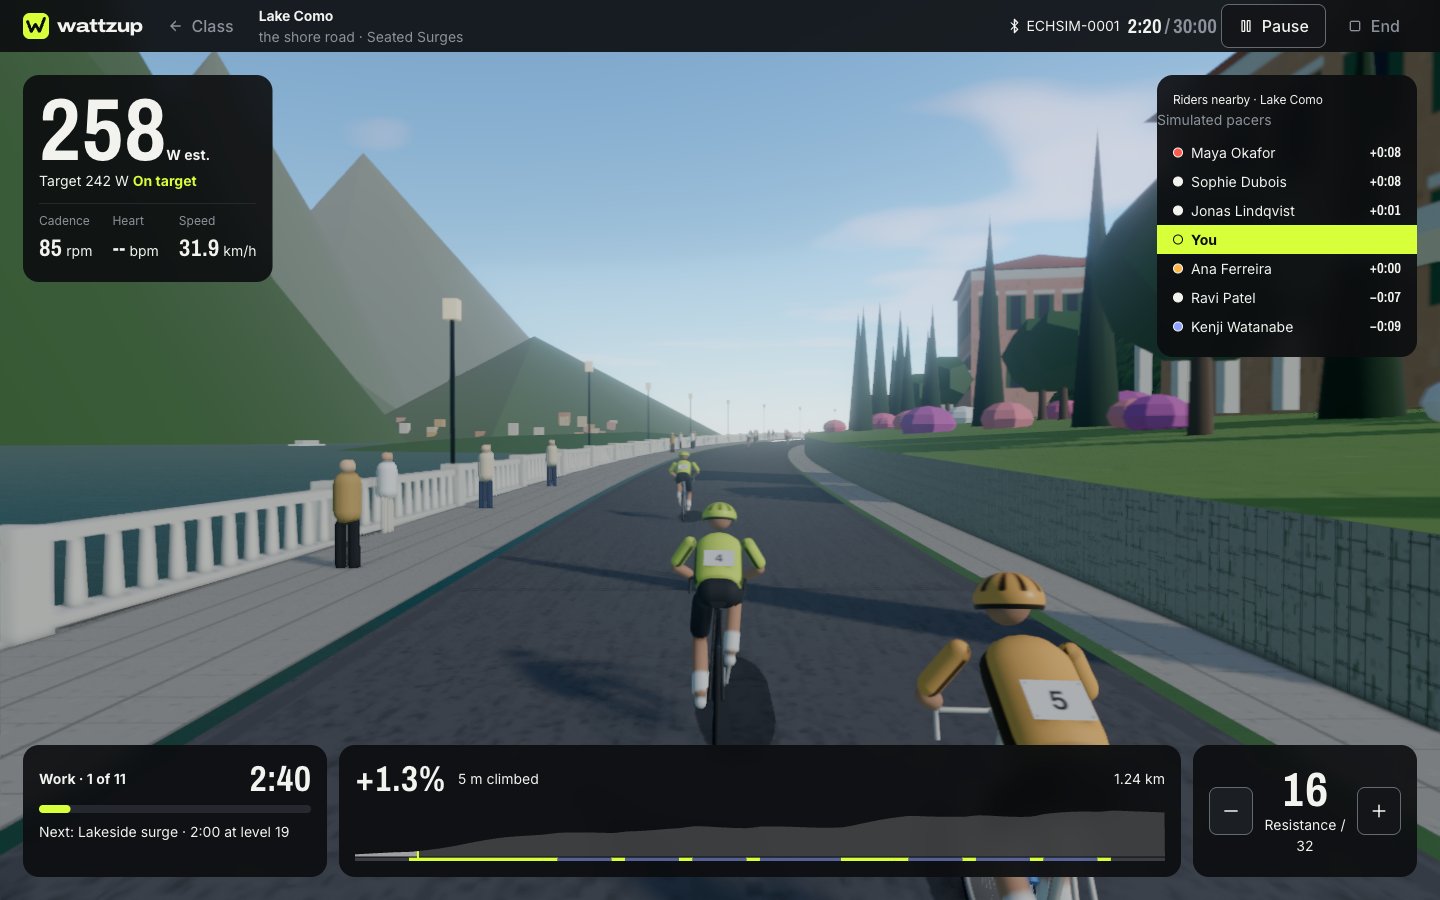 W wattzup
← Class
Lake Como
the shore road · Seated Surges
ECHSIM-0001 2:20 / 30:00
Pause
End
258 W est.
Target 242 W On target
Cadence Heart Speed
85 rpm -- bpm 31.9 km/h
Riders nearby · Lake Como
Simulated pacers
Maya Okafor +0:08
Sophie Dubois +0:08
Jonas Lindqvist +0:01
You
Ana Ferreira +0:00
Ravi Patel −0:07
Kenji Watanabe −0:09
4
5
Work · 1 of 11 2:40
Next: Lakeside surge · 2:00 at level 19
+1.3% 5 m climbed 1.24 km
− 16 +
Resistance /
32